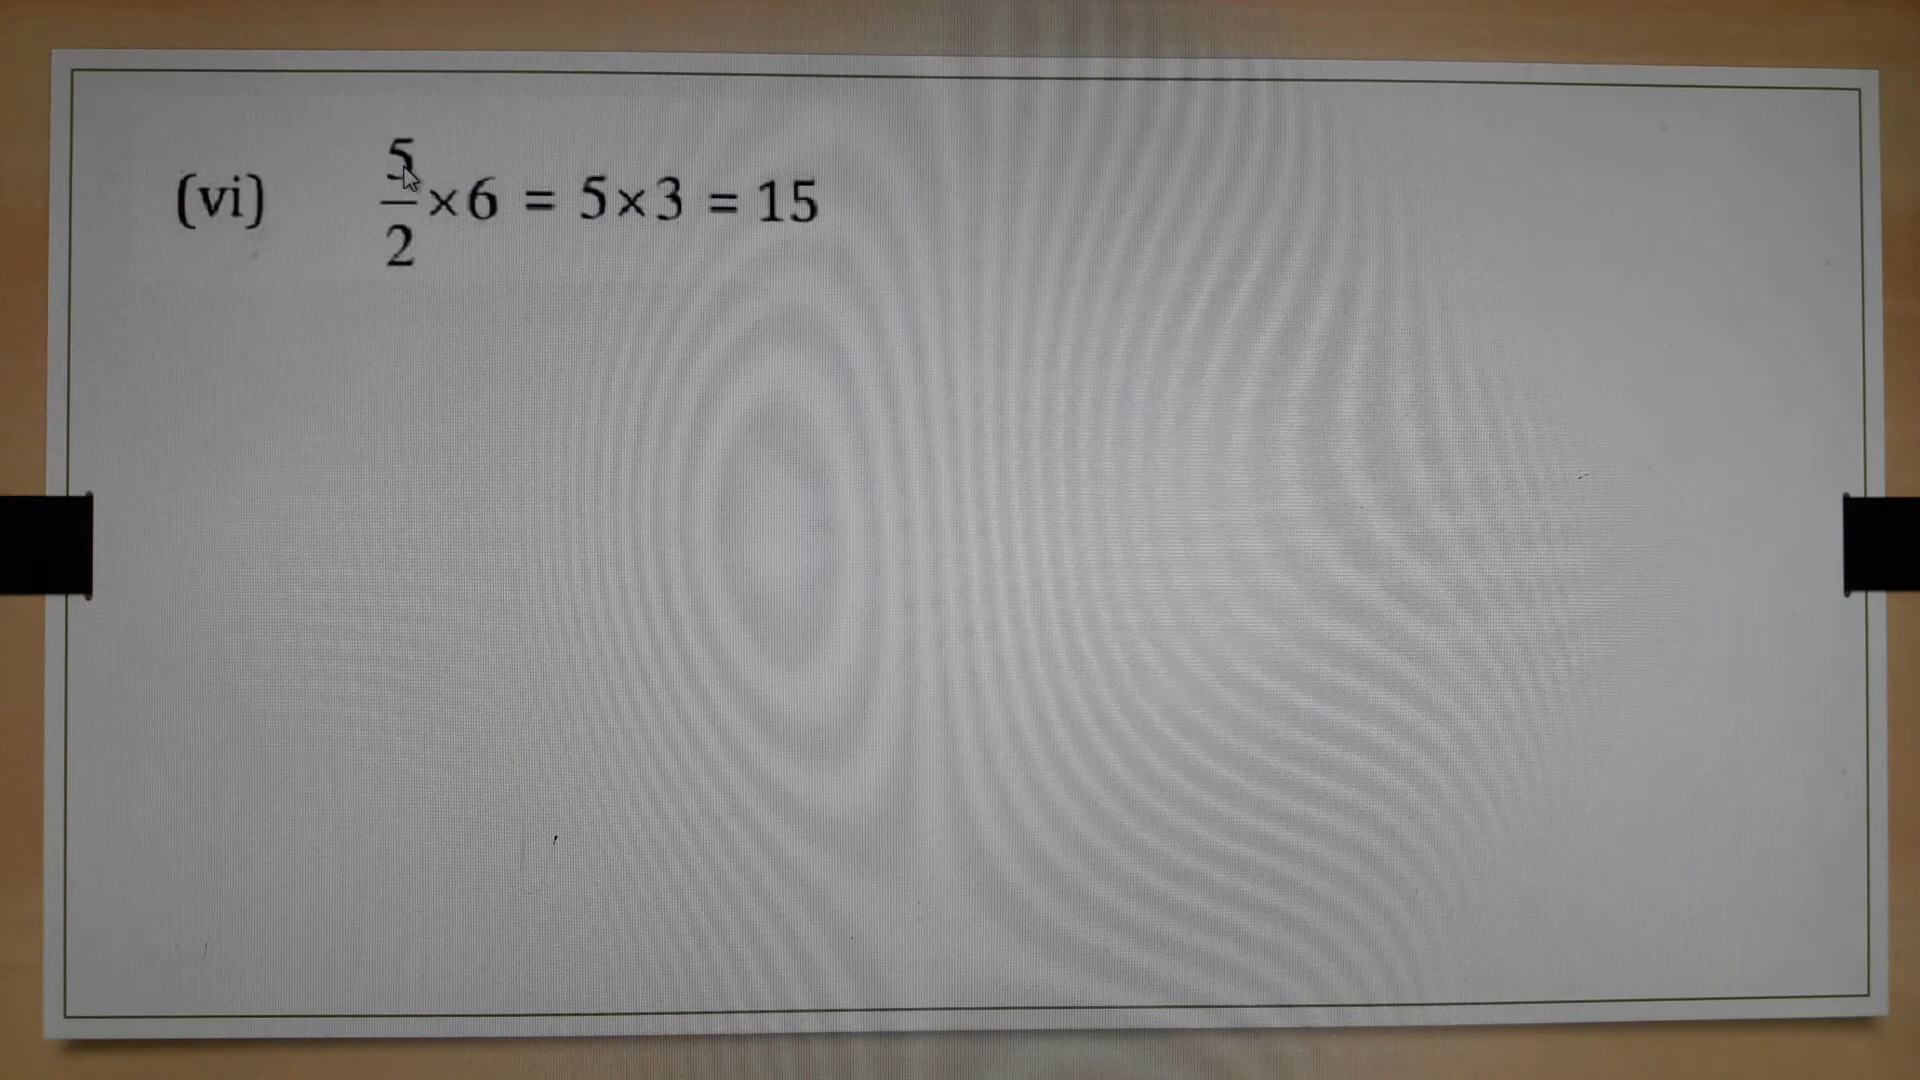 (vi) 5/2 ×6 = 5×3 = 15